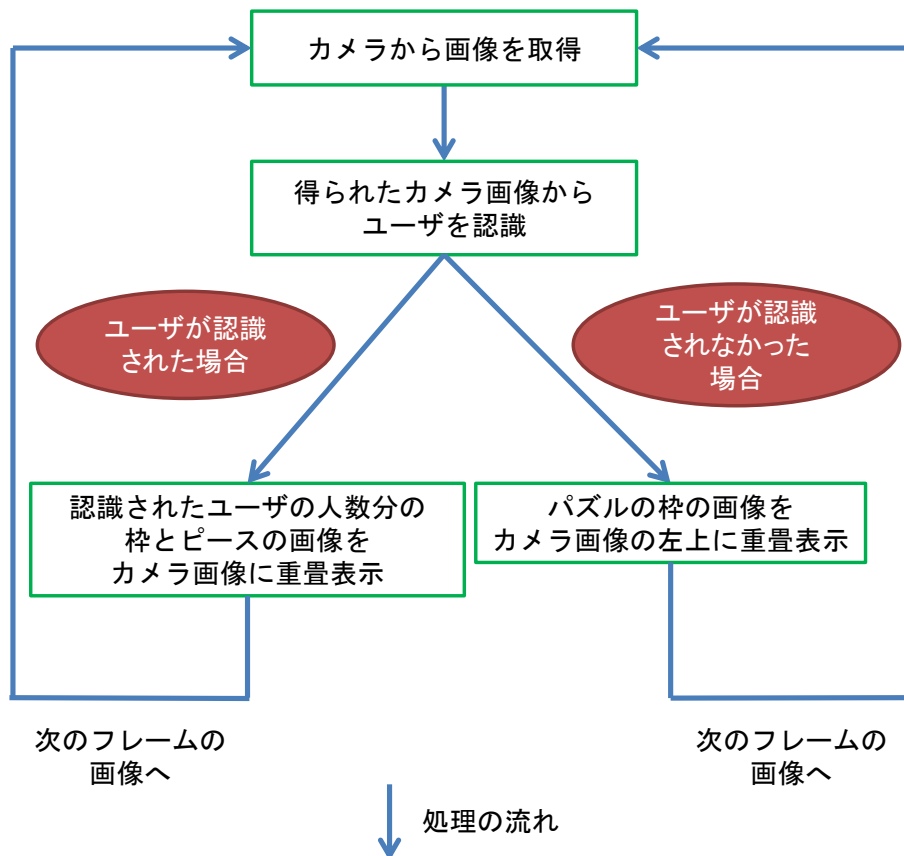 カメラから画像を取得
得られたカメラ画像から
ユーザを認識
ユーザが認識
された場合
ユーザが認識
されなかった
場合
認識されたユーザの人数分の
枠とピースの画像を
カメラ画像に重畳表示
パズルの枠の画像を
カメラ画像の左上に重畳表示
次のフレームの
画像へ
次のフレームの
画像へ
処理の流れ